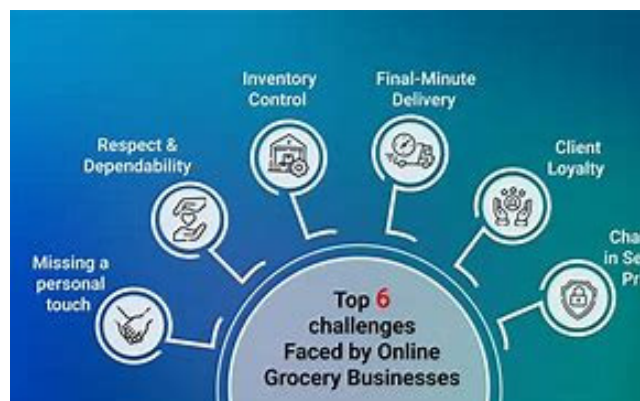 Inventory
Control
Final-Minute
Delivery
Respect &
Dependability
Client
Loyalty
Missing a
personal
touch
in
Top 6
challenges
Faced by Online
Grocery Businesses